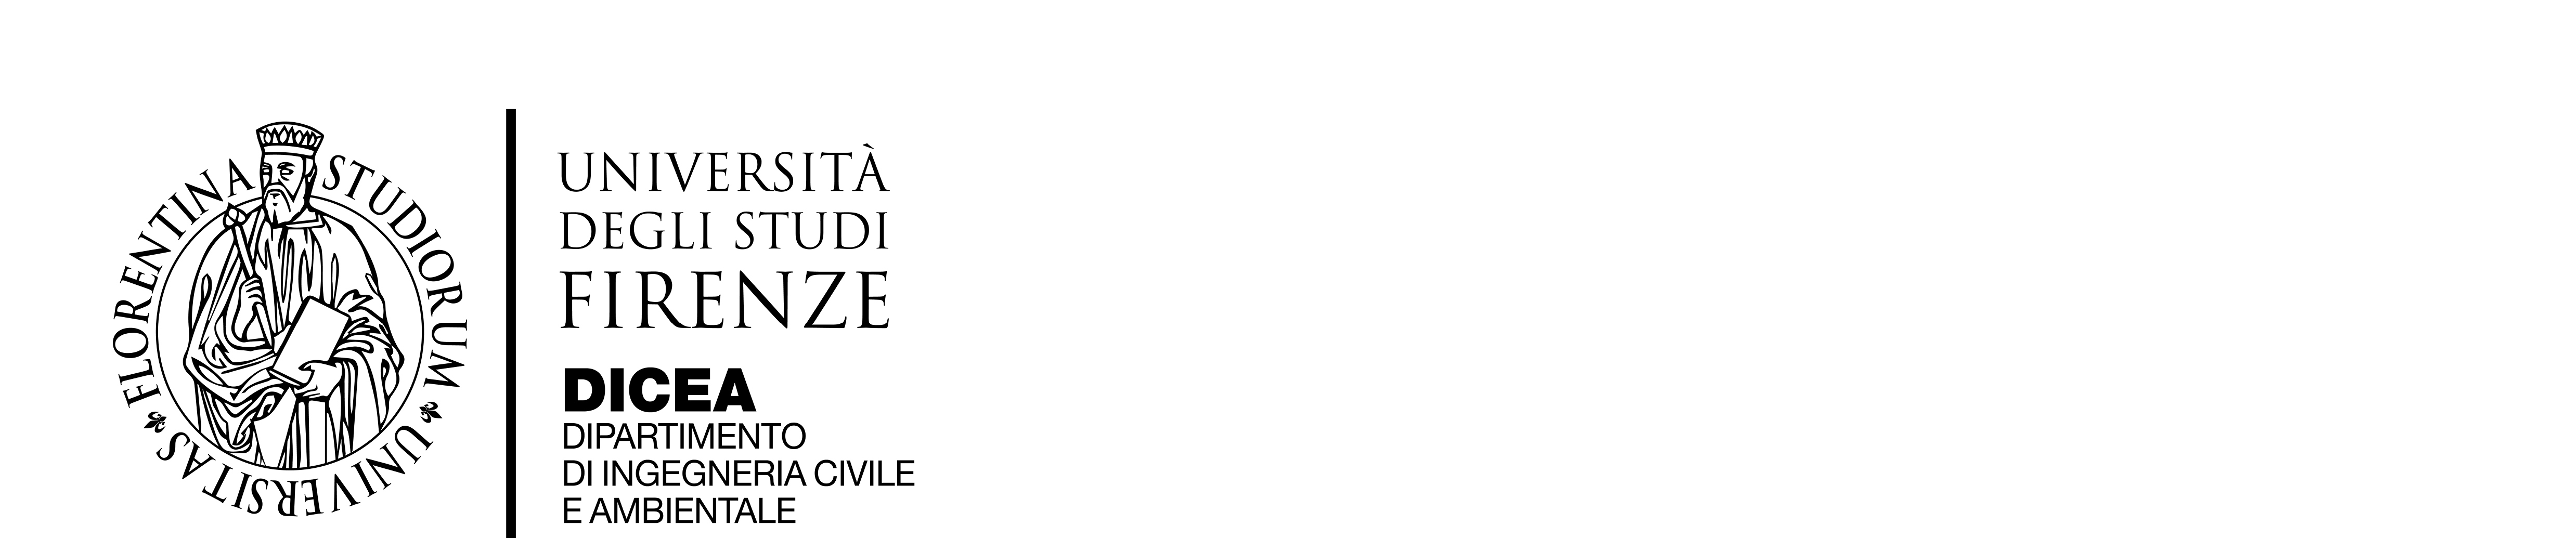 FLORENTINA STUDIORUM UNIVERSITAS
UNIVERSITÀ
DEGLI STUDI
FIRENZE
DICEA
DIPARTIMENTO
DI INGEGNERIA CIVILE
E AMBIENTALE